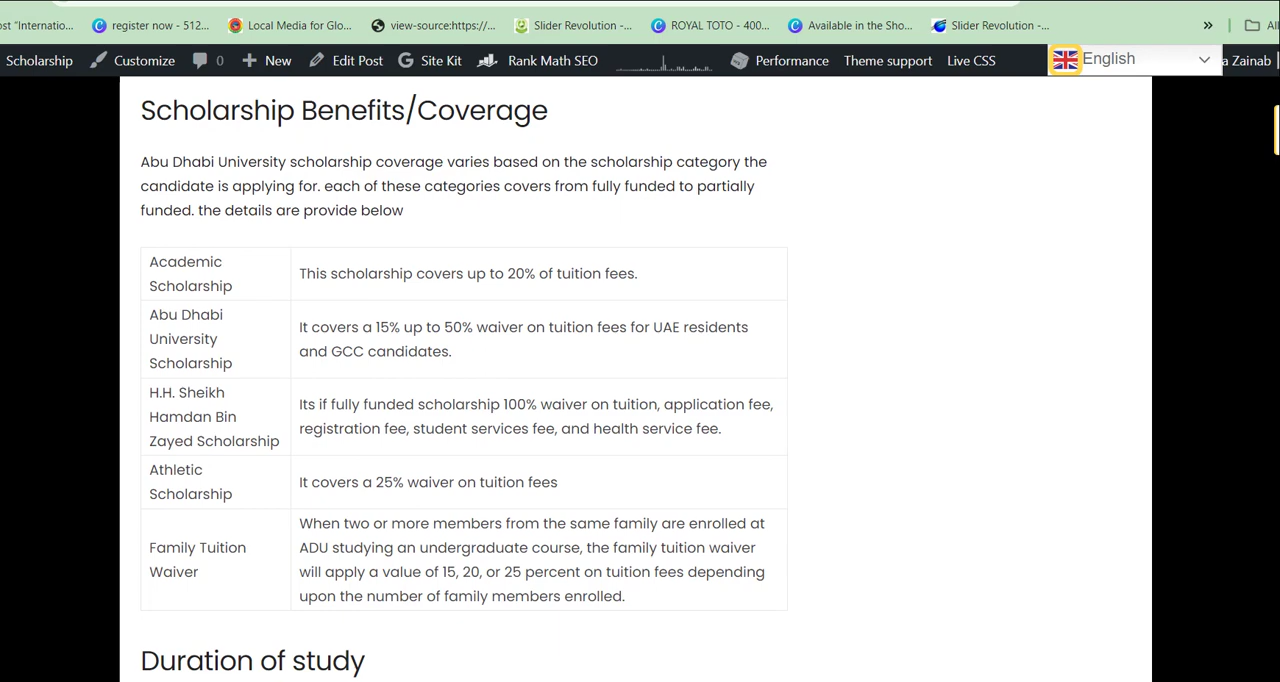 ost "Internatio...
register now - 512...
Local Media for Glo...
view-source:https://...
Slider Revolution -...
ROYAL TOTO - 400...
Available in the Sho...
Slider Revolution -...
»
All
Scholarship
Customize
0
New
Edit Post
Site Kit
Rank Math SEO
Performance
Theme support
Live CSS
English
a Zainab
Scholarship Benefits/Coverage
Abu Dhabi University scholarship coverage varies based on the scholarship category the
candidate is applying for. each of these categories covers from fully funded to partially
funded. the details are provide below
Academic
Scholarship
This scholarship covers up to 20% of tuition fees.
Abu Dhabi
University
Scholarship
It covers a 15% up to 50% waiver on tuition fees for UAE residents
and GCC candidates.
H.H. Sheikh
Hamdan Bin
Zayed Scholarship
Its if fully funded scholarship 100% waiver on tuition, application fee,
registration fee, student services fee, and health service fee.
Athletic
Scholarship
It covers a 25% waiver on tuition fees
Family Tuition
Waiver
When two or more members from the same family are enrolled at
ADU studying an undergraduate course, the family tuition waiver
will apply a value of 15, 20, or 25 percent on tuition fees depending
upon the number of family members enrolled.
Duration of study